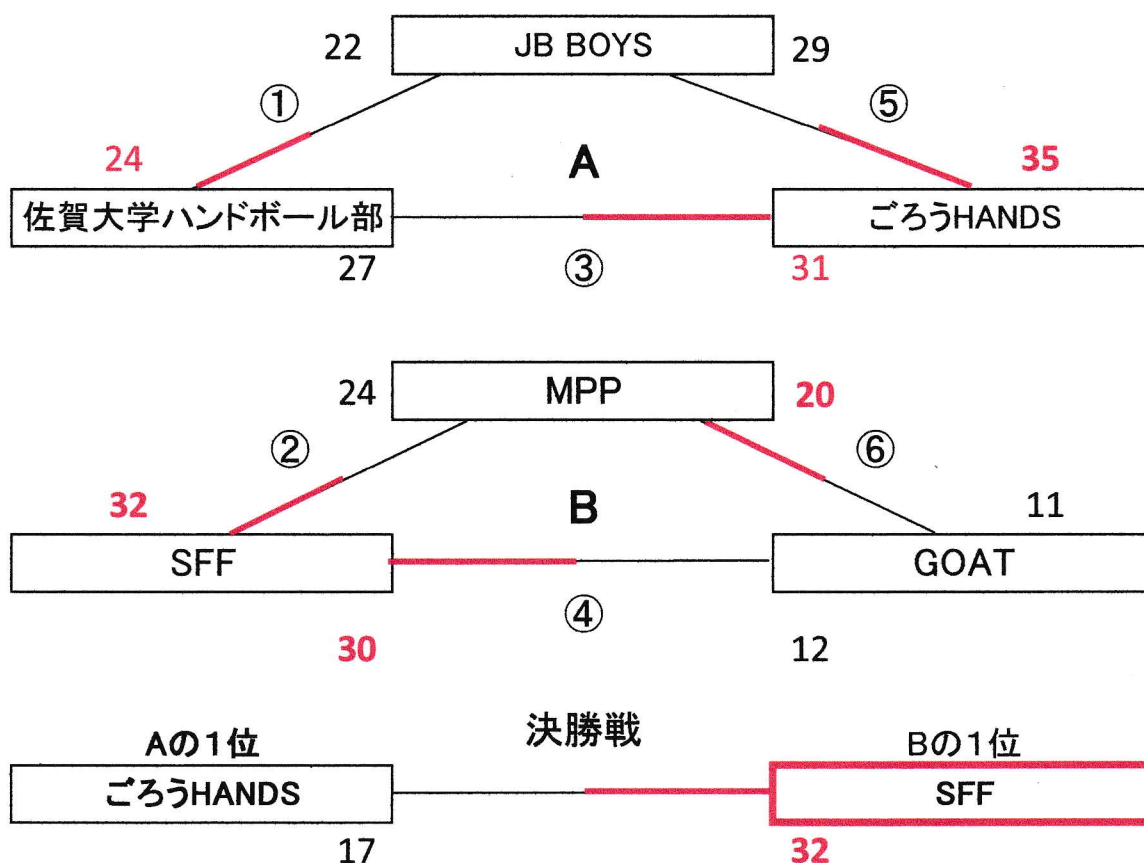 22 JB BOYS 29
① ⑤
24 A 35
佐賀大学ハンドボール部 ごろうHANDS
27 ③ 31
24 MPP 20
② ⑥
32 B 11
SFF GOAT
④
30 12
決勝戦
Aの1位 Bの1位
ごろうHANDS SFF
17 32